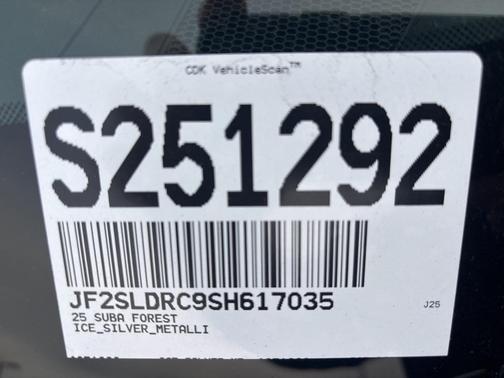 CDK VehicleScan™
S251292
JF2SLDRC9SH617035
25 SUBA FOREST
J25
ICE_SILVER_METALLI